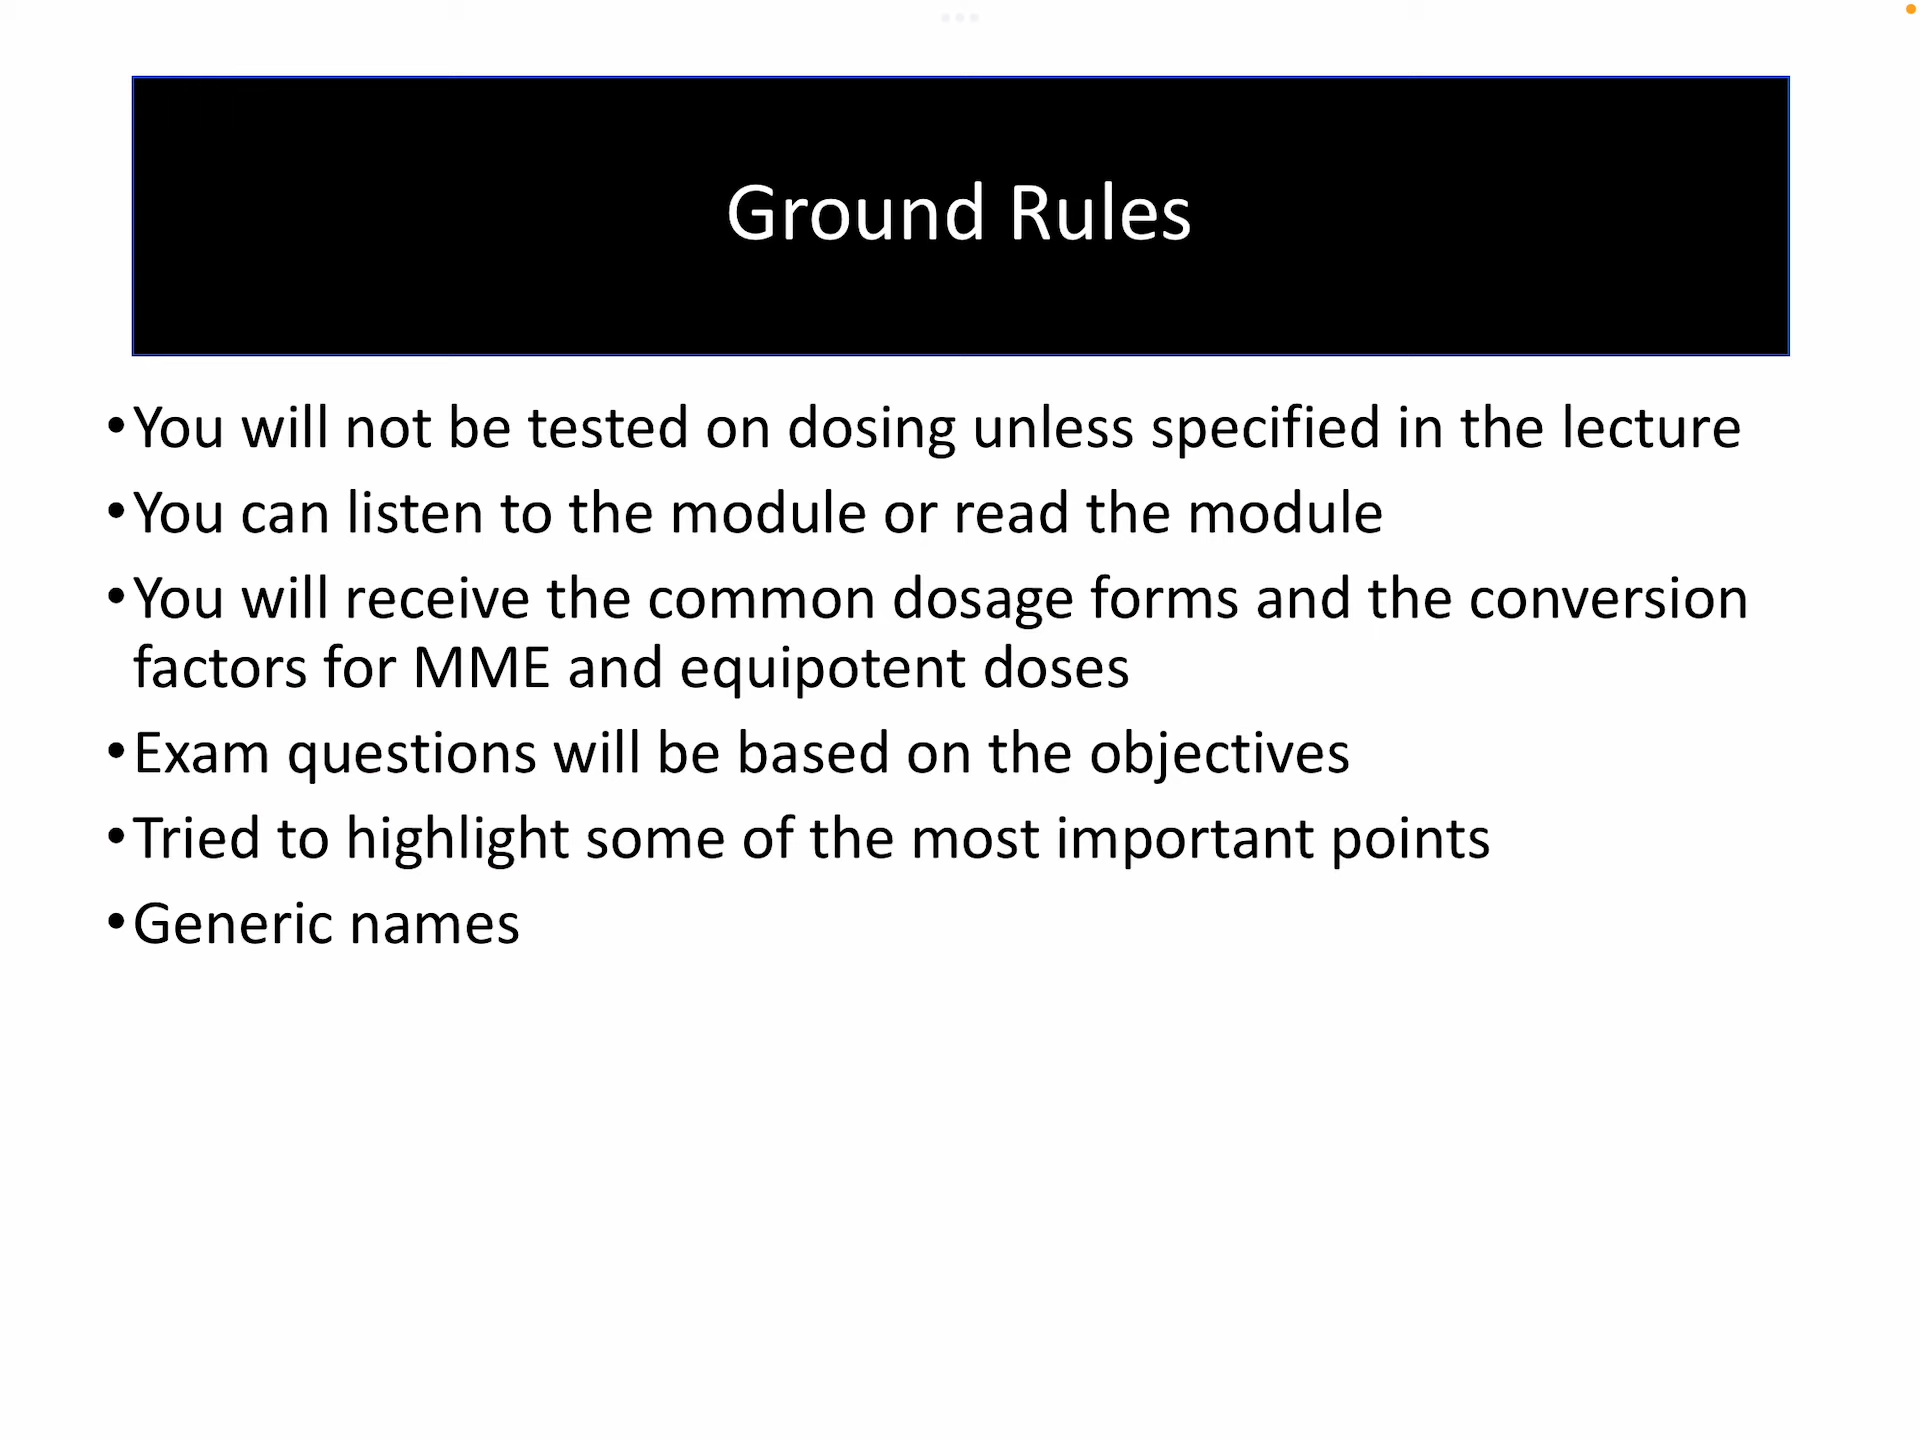 Ground Rules
•You will not be tested on dosing unless specified in the lecture
•You can listen to the module or read the module
•You will receive the common dosage forms and the conversion
factors for MME and equipotent doses
•Exam questions will be based on the objectives
•Tried to highlight some of the most important points
•Generic names